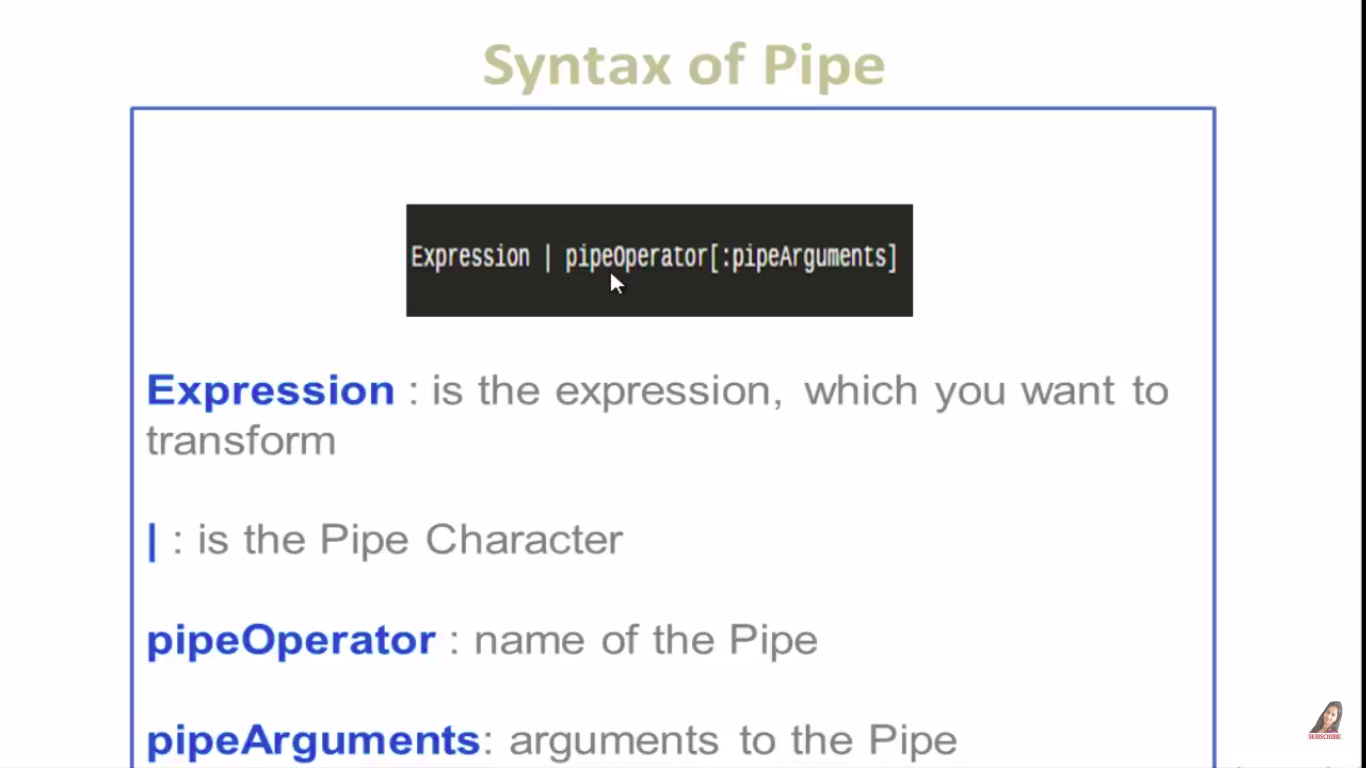 Syntax of Pipe
Expression | pipeOperator[:pipeArguments]
Expression : is the expression, which you want to
transform
| : is the Pipe Character
pipeOperator : name of the Pipe
pipeArguments: arguments to the Pipe
SUBSCRIBE